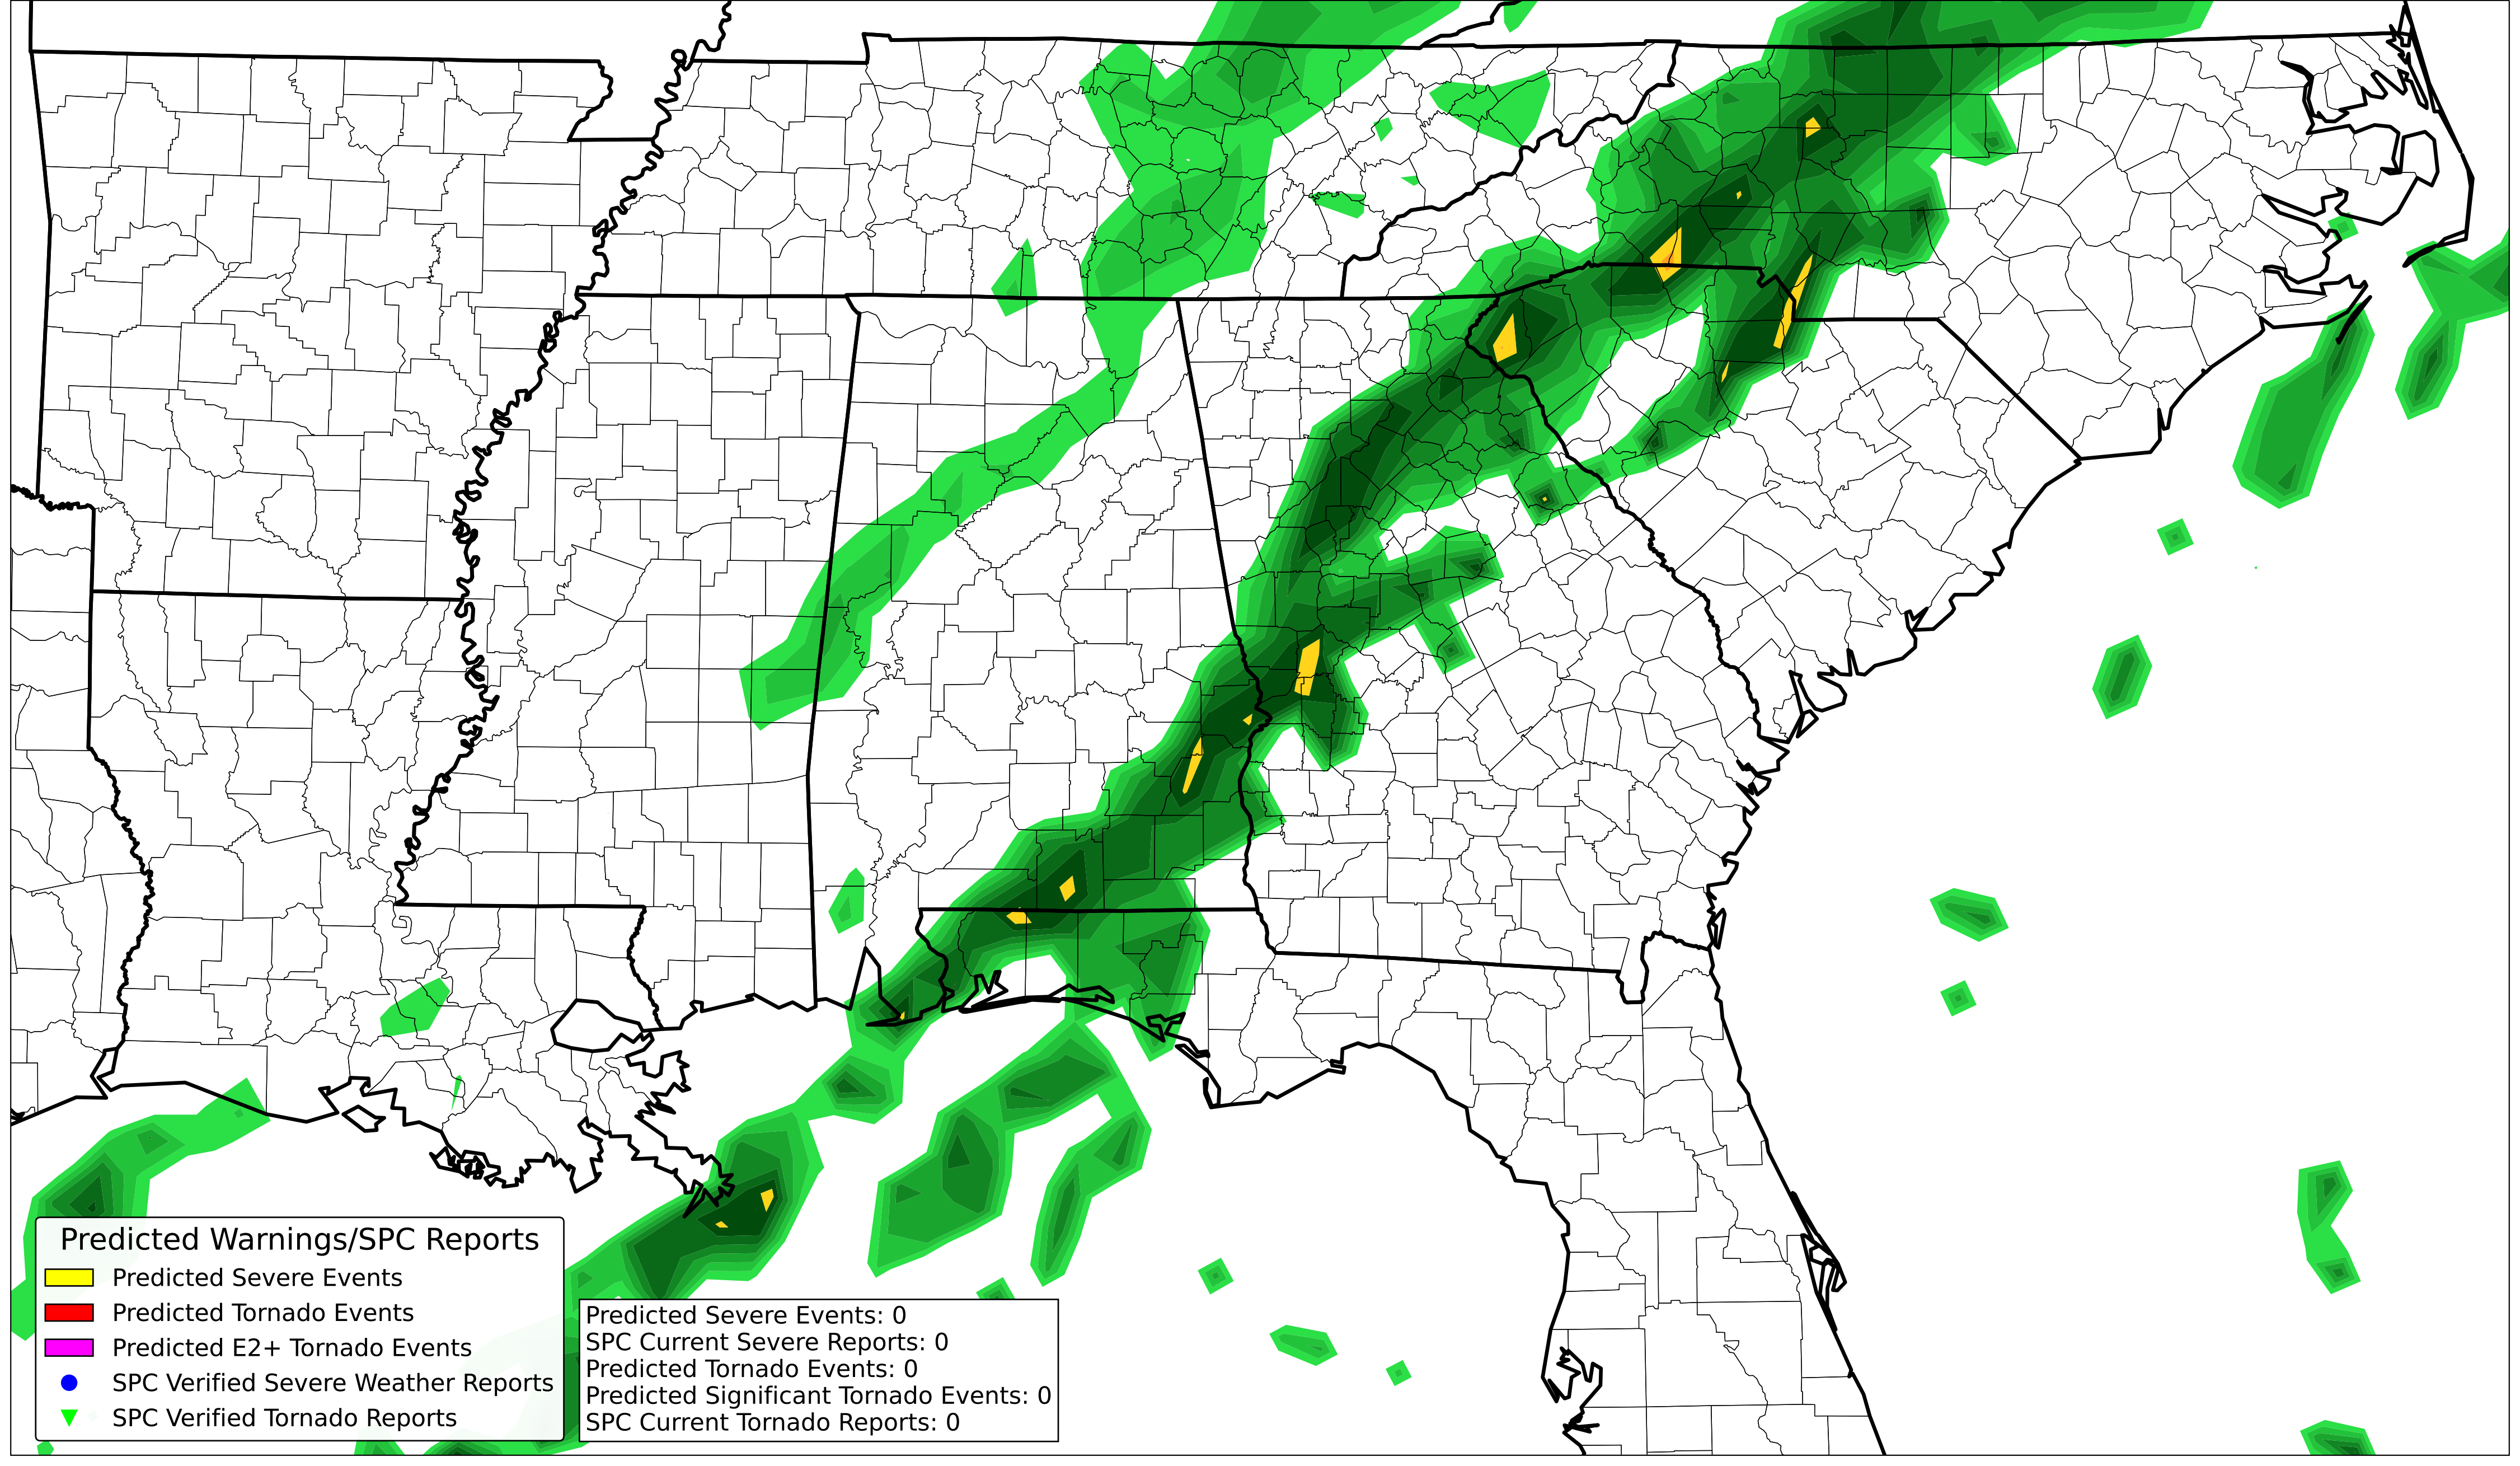 Predicted Warnings/SPC Reports
Predicted Severe Events
Predicted Tornado Events
Predicted E2+ Tornado Events
SPC Verified Severe Weather Reports
SPC Verified Tornado Reports
Predicted Severe Events: 0
SPC Current Severe Reports: 0
Predicted Tornado Events: 0
Predicted Significant Tornado Events: 0
SPC Current Tornado Reports: 0